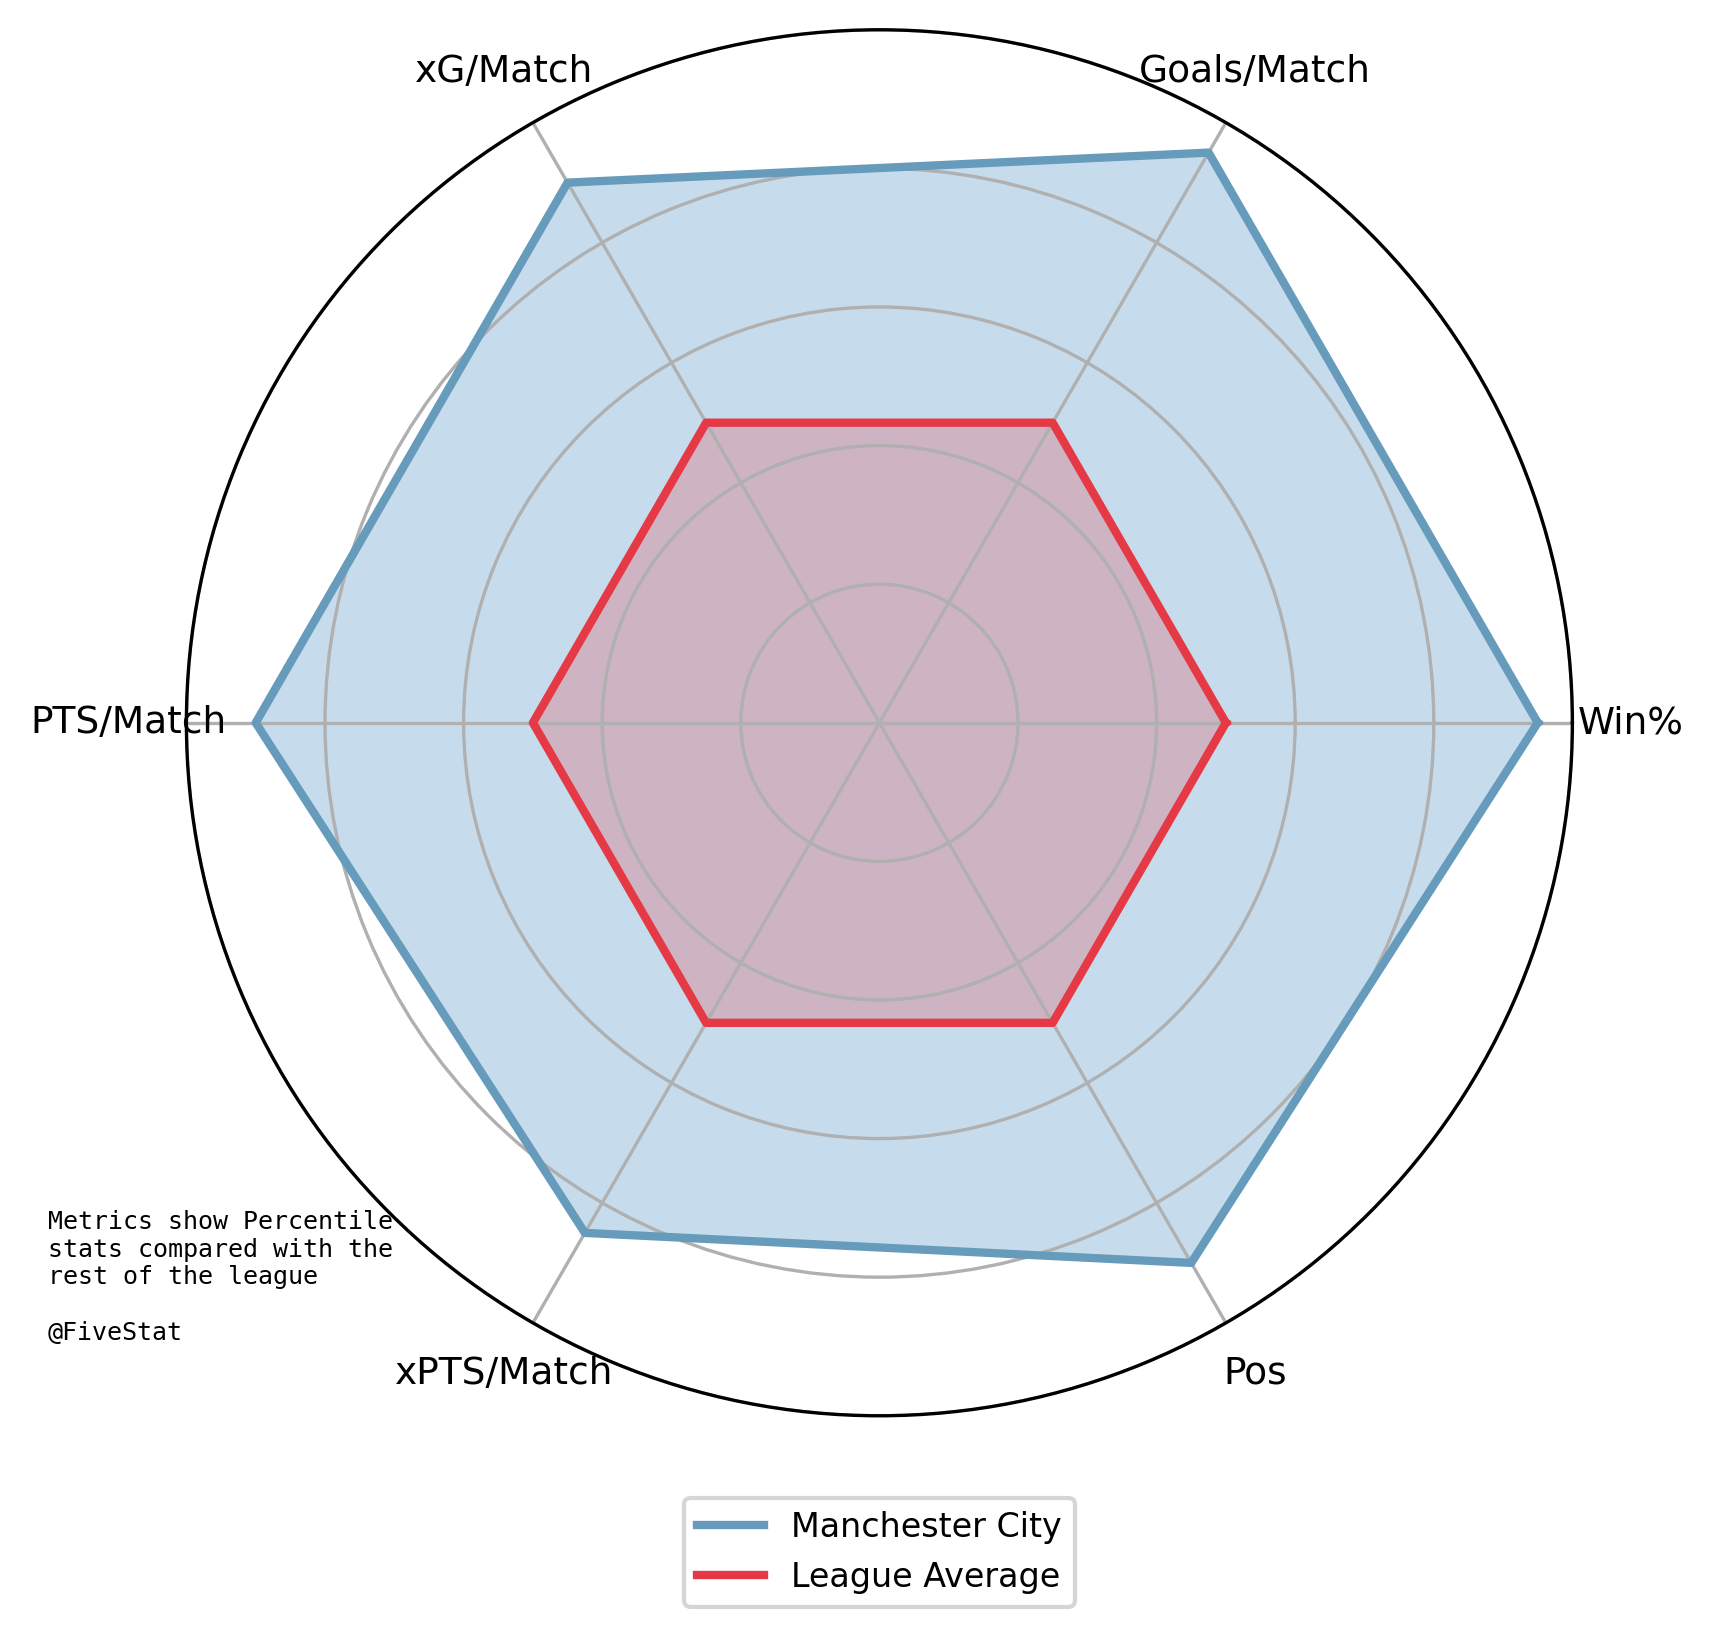 xG/Match
Goals/Match
PTS/Match
Win%
Metrics show Percentile
stats compared with the
rest of the league
@FiveStat
xPTS/Match
Pos
Manchester City
League Average